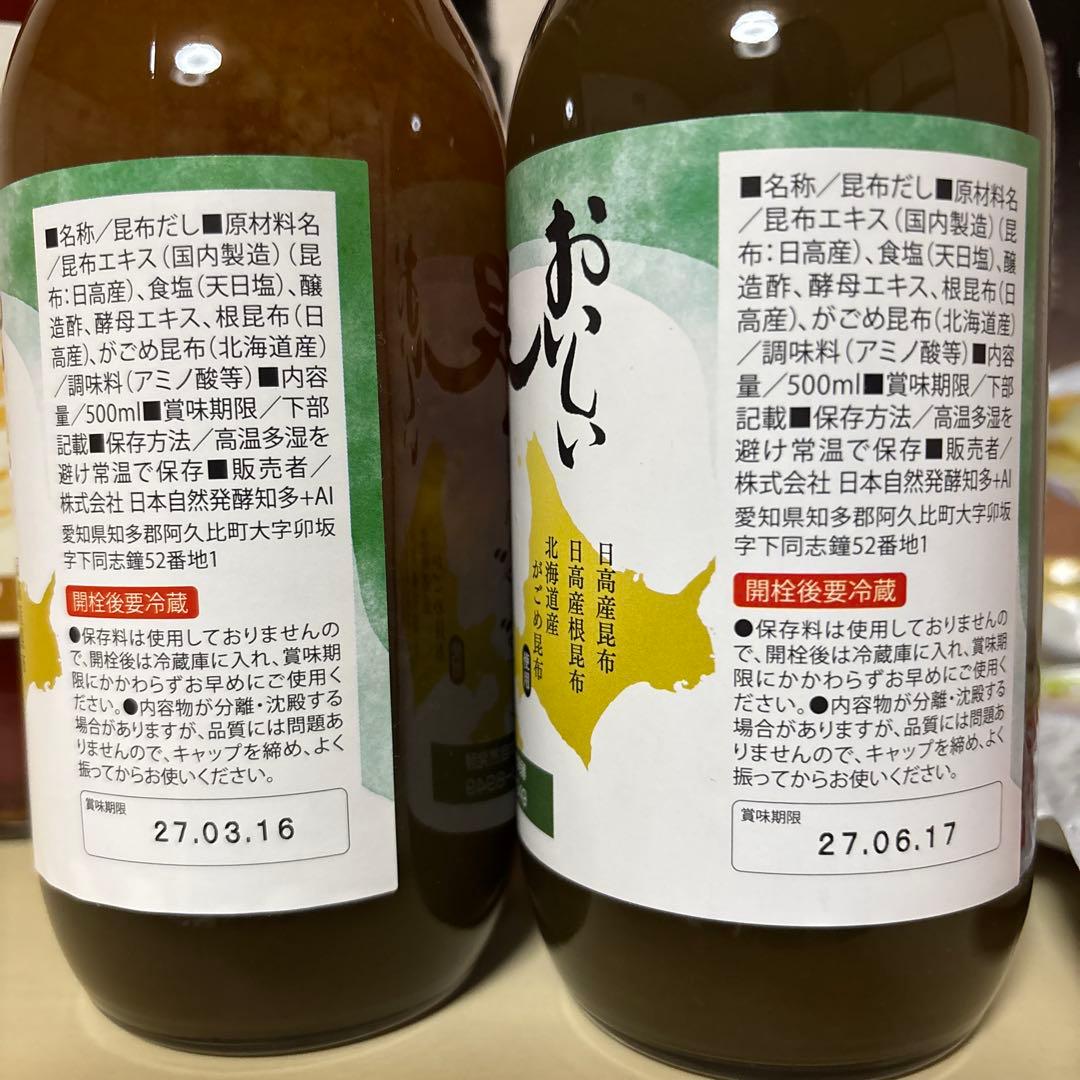 ■名称／昆布だし■原材料名
／昆布エキス（国内製造）（昆
布：日高産）、食塩（天日塩）、醸
造酢、酵母エキス、根昆布（日
高産）、がごめ昆布（北海道産）
／調味料（アミノ酸等）■内容
量／500ml■賞味期限／下部
記載■保存方法／高温多湿を
避け常温で保存■販売者／
株式会社 日本自然発酵知多+AI
愛知県知多郡阿久比町大字卯坂
字下同志鐘52番地1
開栓後要冷蔵
●保存料は使用しておりませんの
で、開栓後は冷蔵庫に入れ、賞味期
限にかかわらずお早めにご使用く
ださい。●内容物が分離・沈殿する
場合がありますが、品質には問題あ
りませんので、キャップを締め、よく
振ってからお使いください。
賞味期限
27.03.16
おいしい
日高産昆布
日高産根昆布
北海道産
がごめ昆布
使用
■名称／昆布だし■原材料名
／昆布エキス（国内製造）（昆
布：日高産）、食塩（天日塩）、醸
造酢、酵母エキス、根昆布（日
高産）、がごめ昆布（北海道産）
／調味料（アミノ酸等）■内容
量／500ml■賞味期限／下部
記載■保存方法／高温多湿を
避け常温で保存■販売者／
株式会社 日本自然発酵知多+AI
愛知県知多郡阿久比町大字卯坂
字下同志鐘52番地1
開栓後要冷蔵
●保存料は使用しておりませんの
で、開栓後は冷蔵庫に入れ、賞味期
限にかかわらずお早めにご使用く
ださい。●内容物が分離・沈殿する
場合がありますが、品質には問題あ
りませんので、キャップを締め、よく
振ってからお使いください。
賞味期限
27.06.17